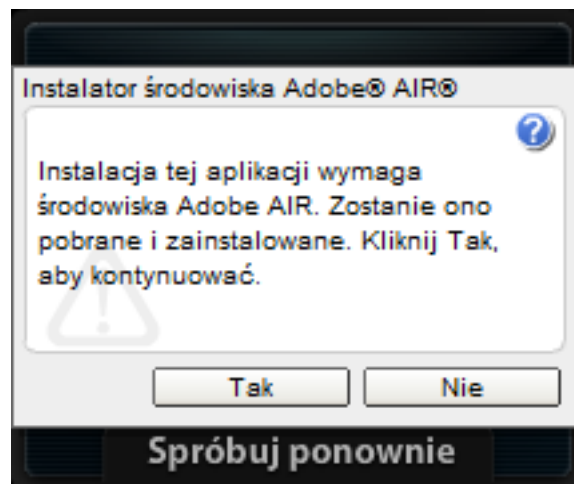 Instalator środowiska Adobe® AIR®
Instalacja tej aplikacji wymaga
środowiska Adobe AIR. Zostanie ono
pobrane i zainstalowane. Kliknij Tak,
aby kontynuować.
Tak Nie
Spróbuj ponownie